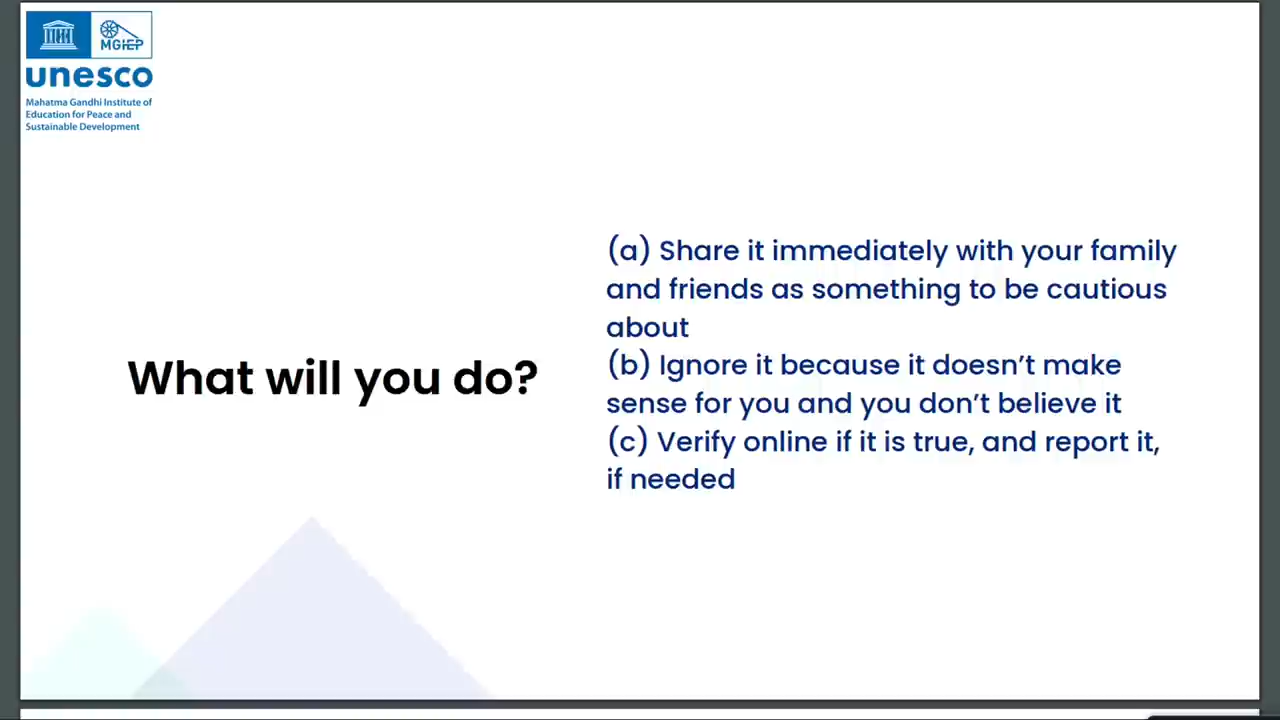 MGIEP
unesco
Mahatma Gandhi Institute of
Education for Peace and
Sustainable Development
What will you do?
(a) Share it immediately with your family
and friends as something to be cautious
about
(b) Ignore it because it doesn’t make
sense for you and you don’t believe it
(c) Verify online if it is true, and report it,
if needed